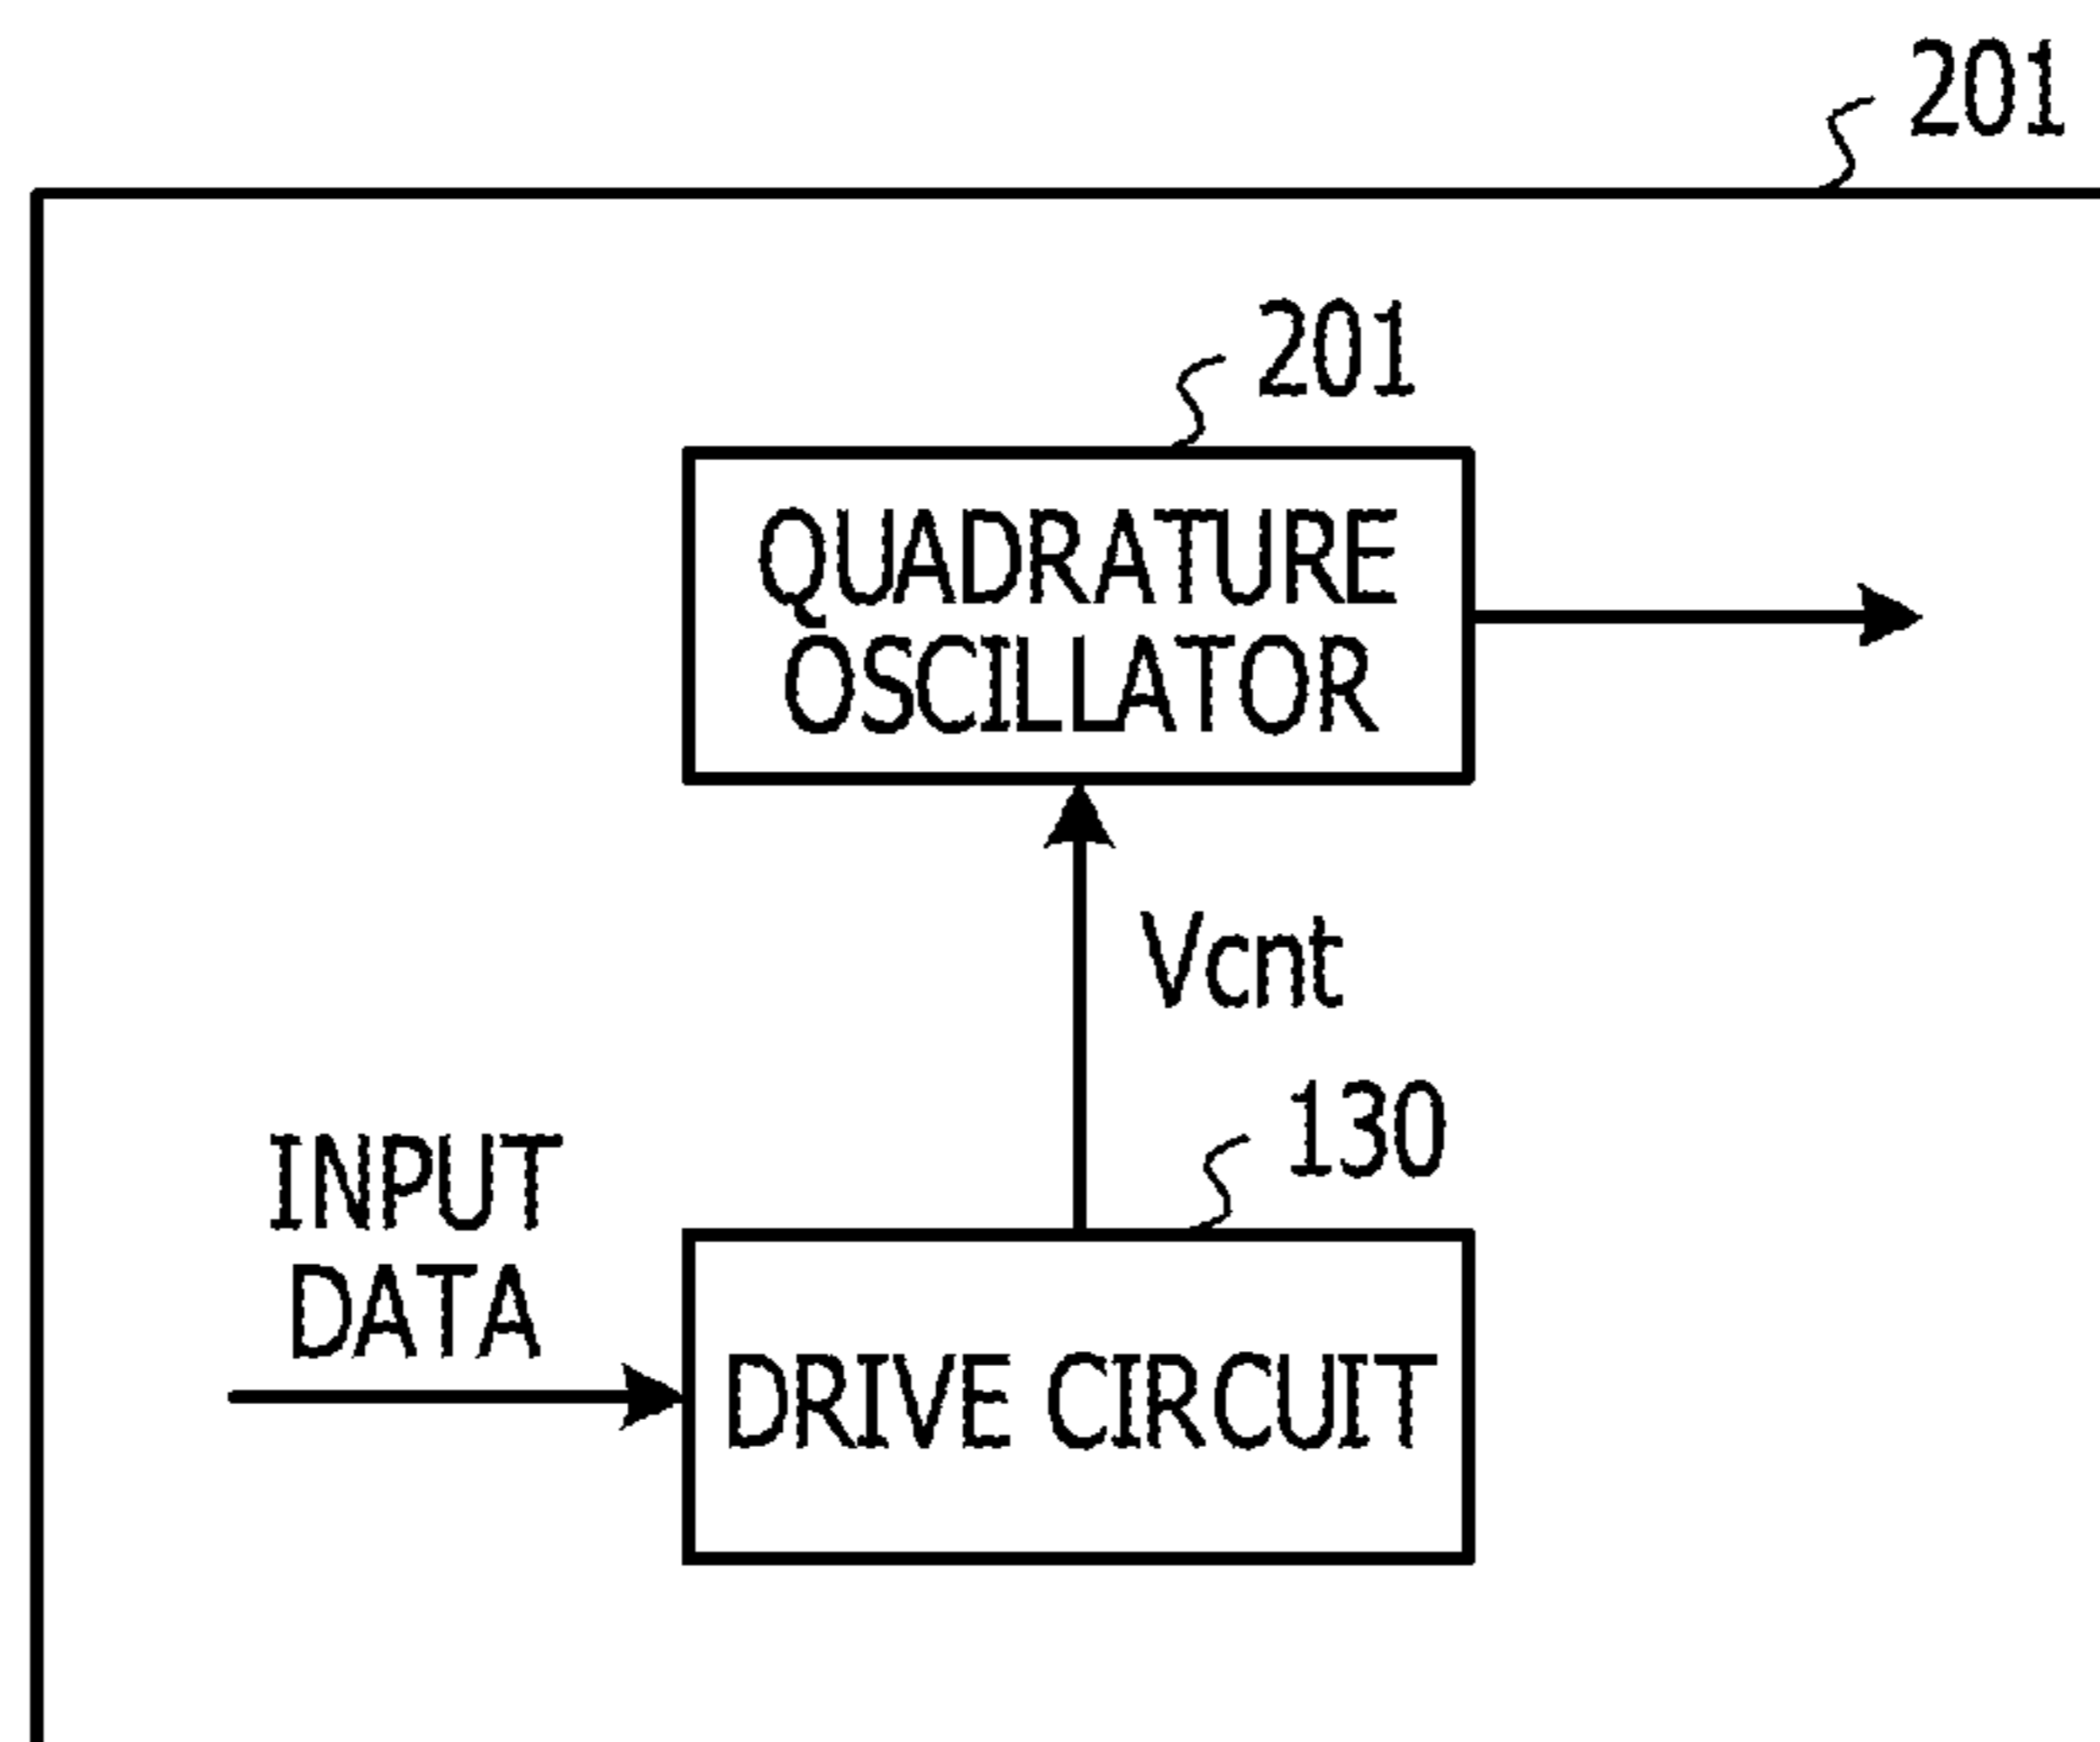 201
201
QUADRATURE
OSCILLATOR
Vcnt
130
INPUT
DATA
DRIVE CIRCUIT